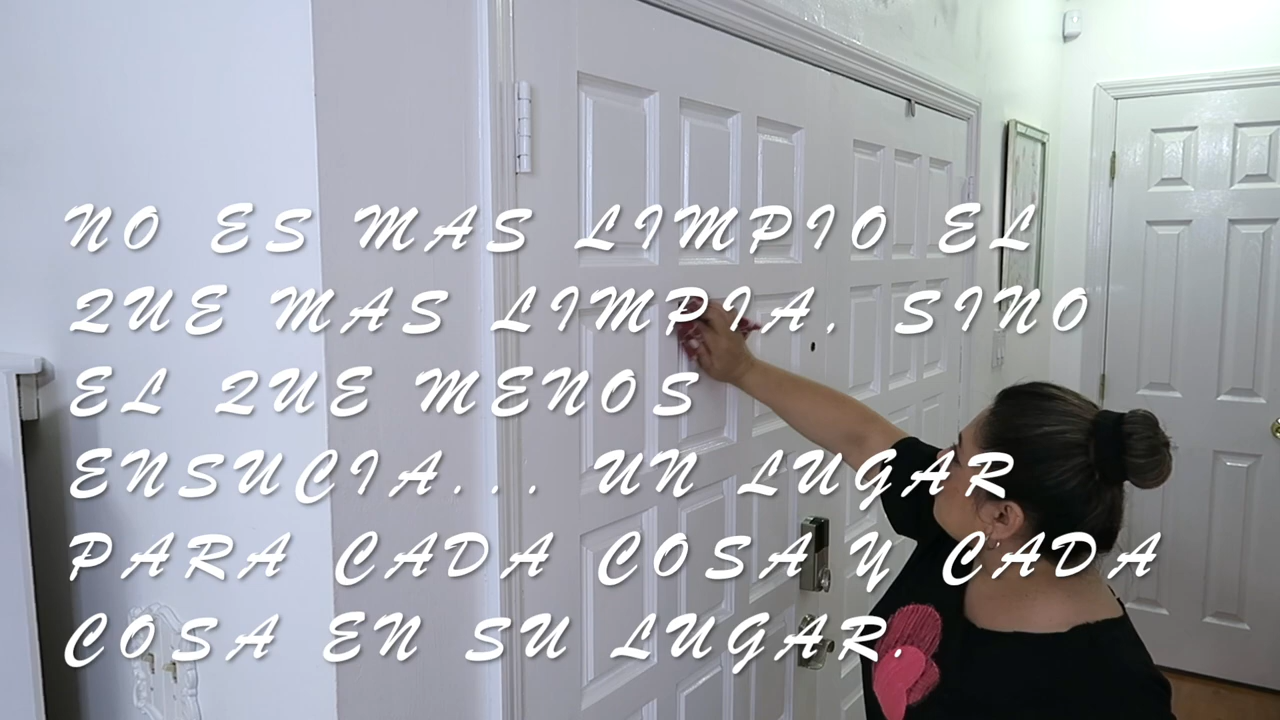 NO ES MAS LIMPIO EL
QUE MAS LIMPIA, SINO
EL QUE MENOS
ENSUCIA... UN LUGAR
PARA CADA COSA Y CADA
COSA EN SU LUGAR.